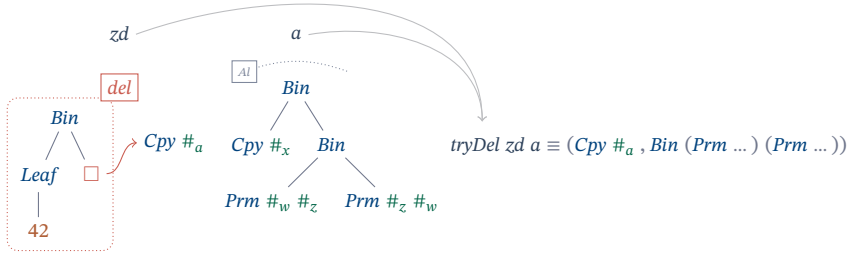 zd a
Al
del
Bin
Bin
Cpy #a Cpy #x Bin tryDel zd a ≡ (Cpy #a , Bin (Prm ...) (Prm ...))
Leaf
Prm #w #z Prm #z #w
42